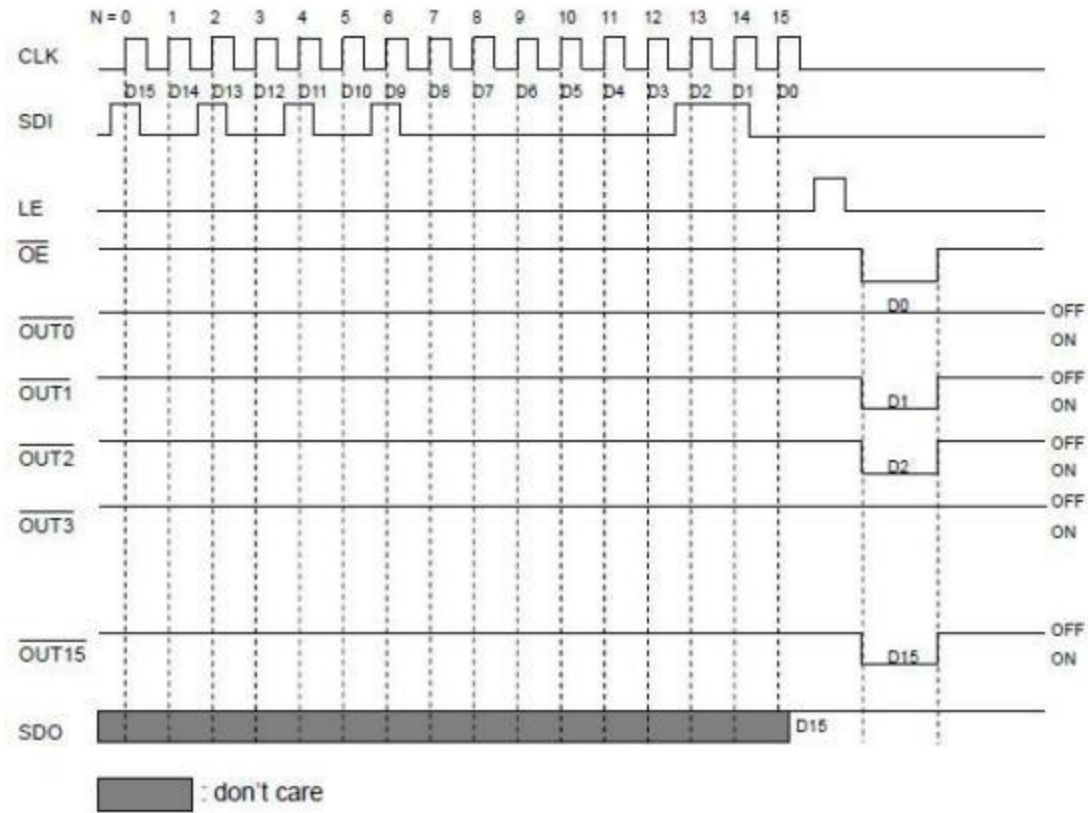 N = 0 1 2 3 4 5 6 7 8 9 10 11 12 13 14 15
CLK
D15 D14 D13 D12 D11 D10 D9 D8 D7 D6 D5 D4 D3 D2 D1 D0
SDI
LE
OE
D0 OFF
OUT0 ON
OFF
OUT1 D1 ON
OFF
OUT2 D2 ON
OFF
OUT3 ON
OFF
OUT15 D15 ON
SDO D15
: don't care